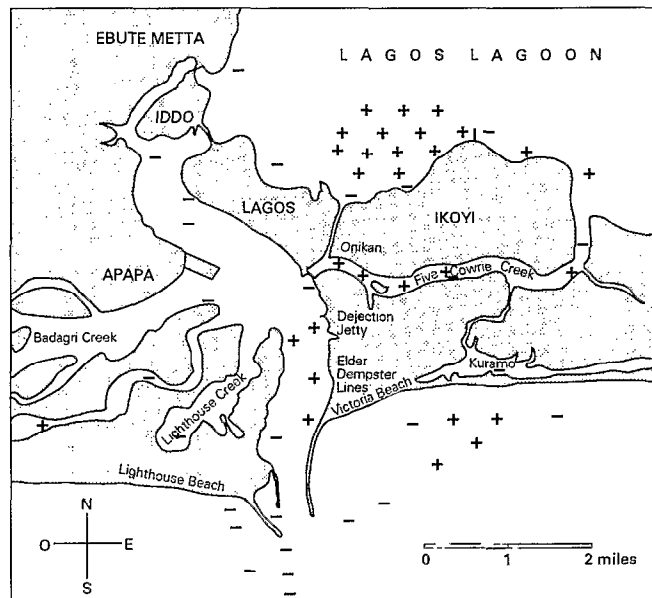 EBUTE METTA
LAGOS LAGOON
IDDO
LAGOS
IKOYI
Onikan
Five Cowrie Creek
APAPA
Badagri Creek
Dejection
Jetty
Elder
Dempster
Lines
Kuramo
Victoria Beach
Lighthouse Creek
Lighthouse Beach
N
O E
S
0 1 2 miles